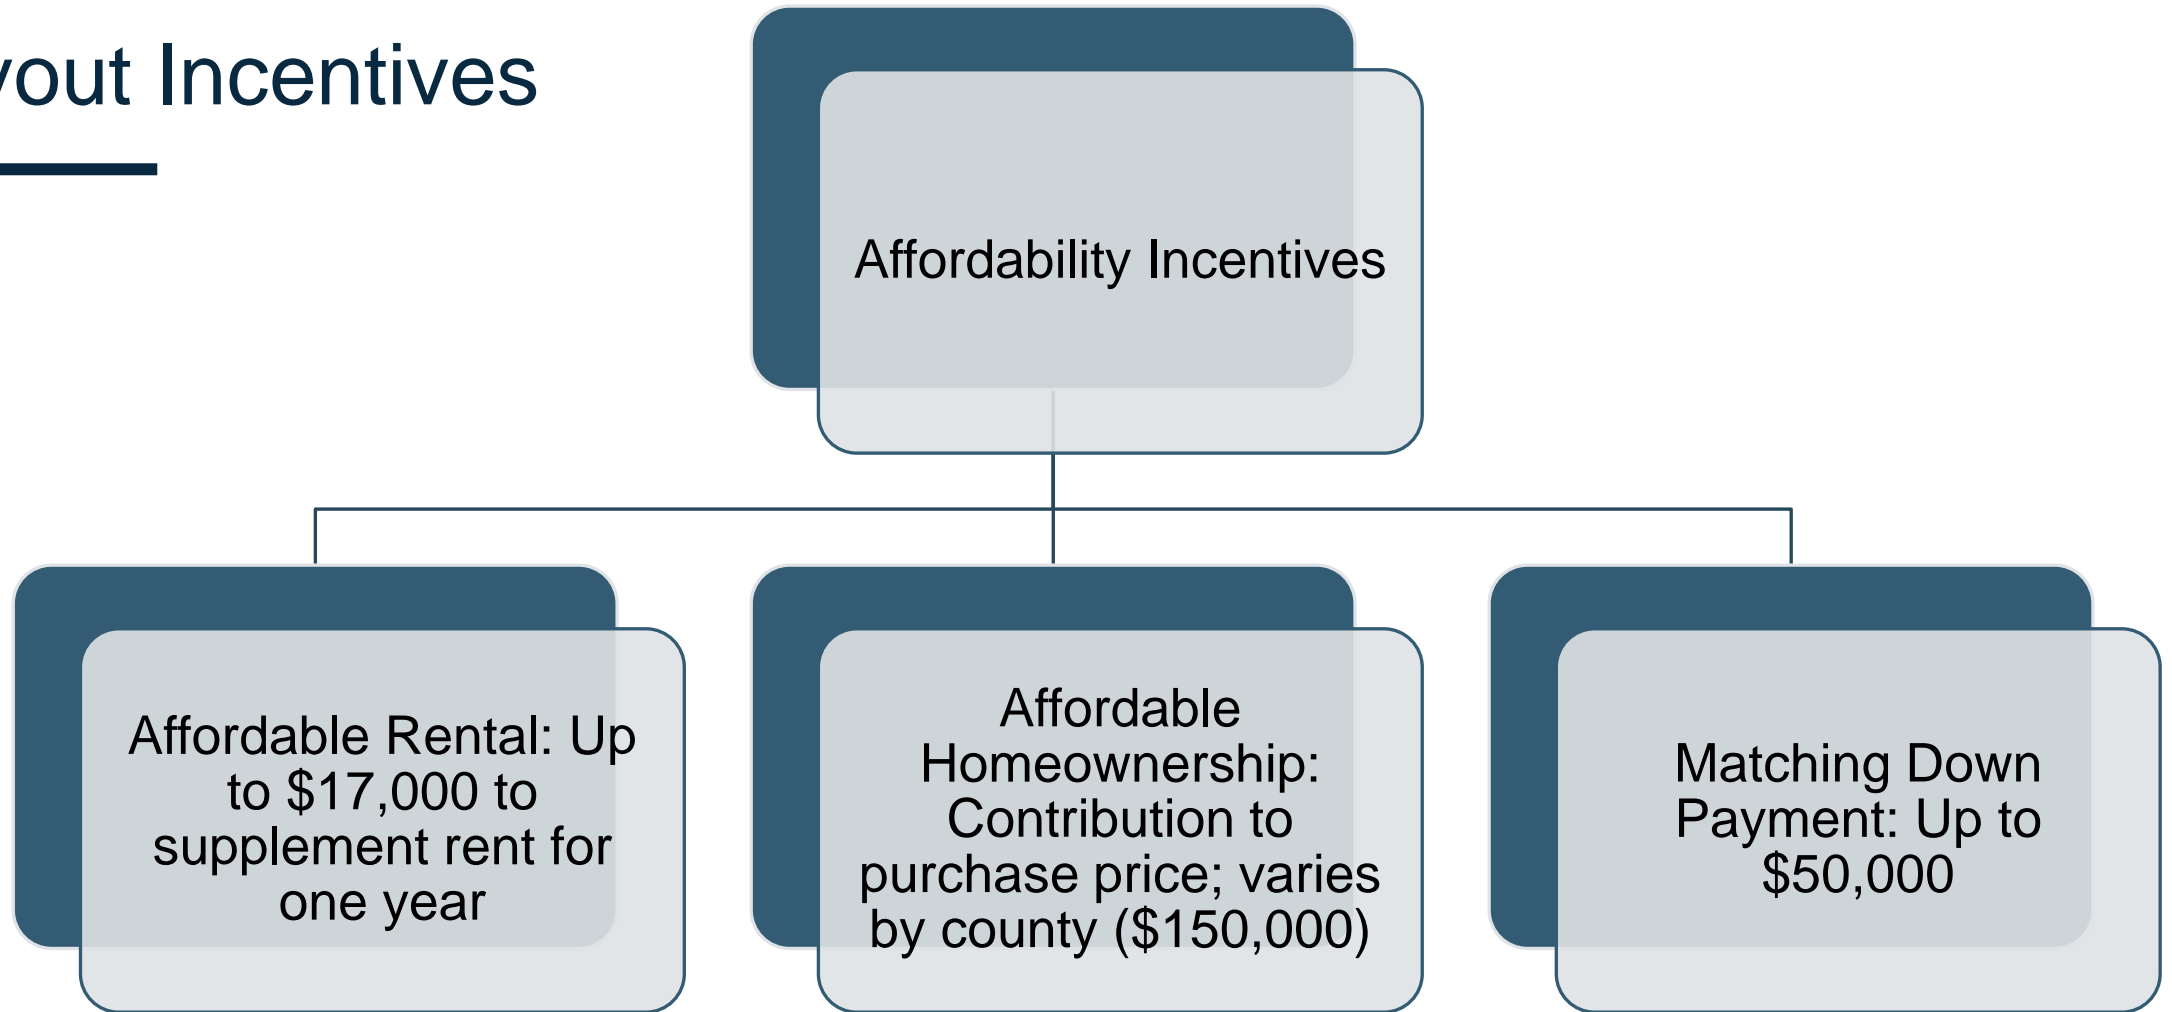 yout Incentives
Affordability Incentives
Affordable Rental: Up
to $17,000 to
supplement rent for
one year
Affordable
Homeownership:
Contribution to
purchase price; varies
by county ($150,000)
Matching Down
Payment: Up to
$50,000